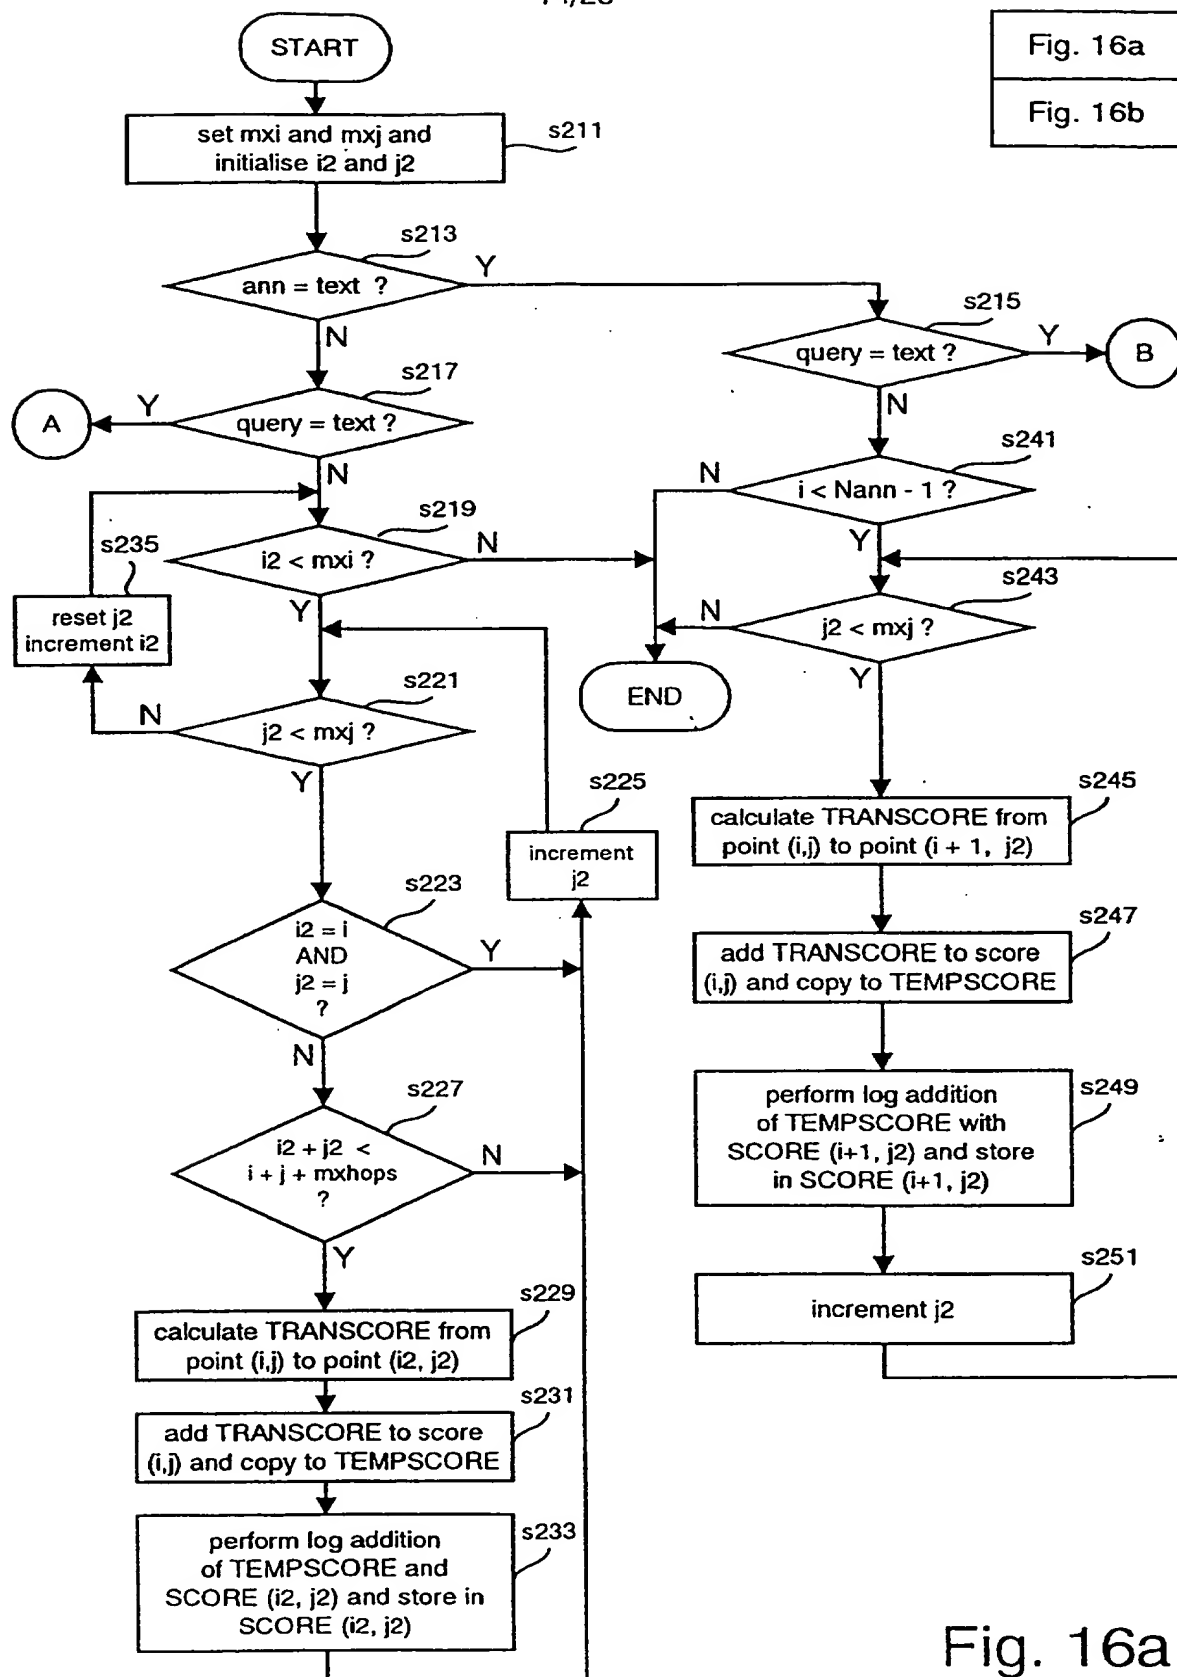 START
Fig. 16a
Fig. 16b
set mxi and mxj and
initialise i2 and j2
s211
s213
ann = text ?
Y
N
s215
query = text ?
Y
B
N
s217
query = text ?
Y
A
N
s241
i < Nann - 1 ?
N
Y
s219
i2 < mxi ?
N
Y
s235
reset j2
increment i2
s243
j2 < mxj ?
N
Y
END
s221
j2 < mxj ?
N
Y
s225
increment
j2
s245
calculate TRANSCORE from
point (i,j) to point (i + 1, j2)
s223
i2 = i
AND
j2 = j
?
Y
N
s247
add TRANSCORE to score
(i,j) and copy to TEMPSCORE
s227
i2 + j2 <
i + j + mxhops
?
N
Y
s249
perform log addition
of TEMPSCORE with
SCORE (i+1, j2) and store
in SCORE (i+1, j2)
s251
increment j2
s229
calculate TRANSCORE from
point (i,j) to point (i2, j2)
s231
add TRANSCORE to score
(i,j) and copy to TEMPSCORE
s233
perform log addition
of TEMPSCORE and
SCORE (i2, j2) and store in
SCORE (i2, j2)
Fig. 16a